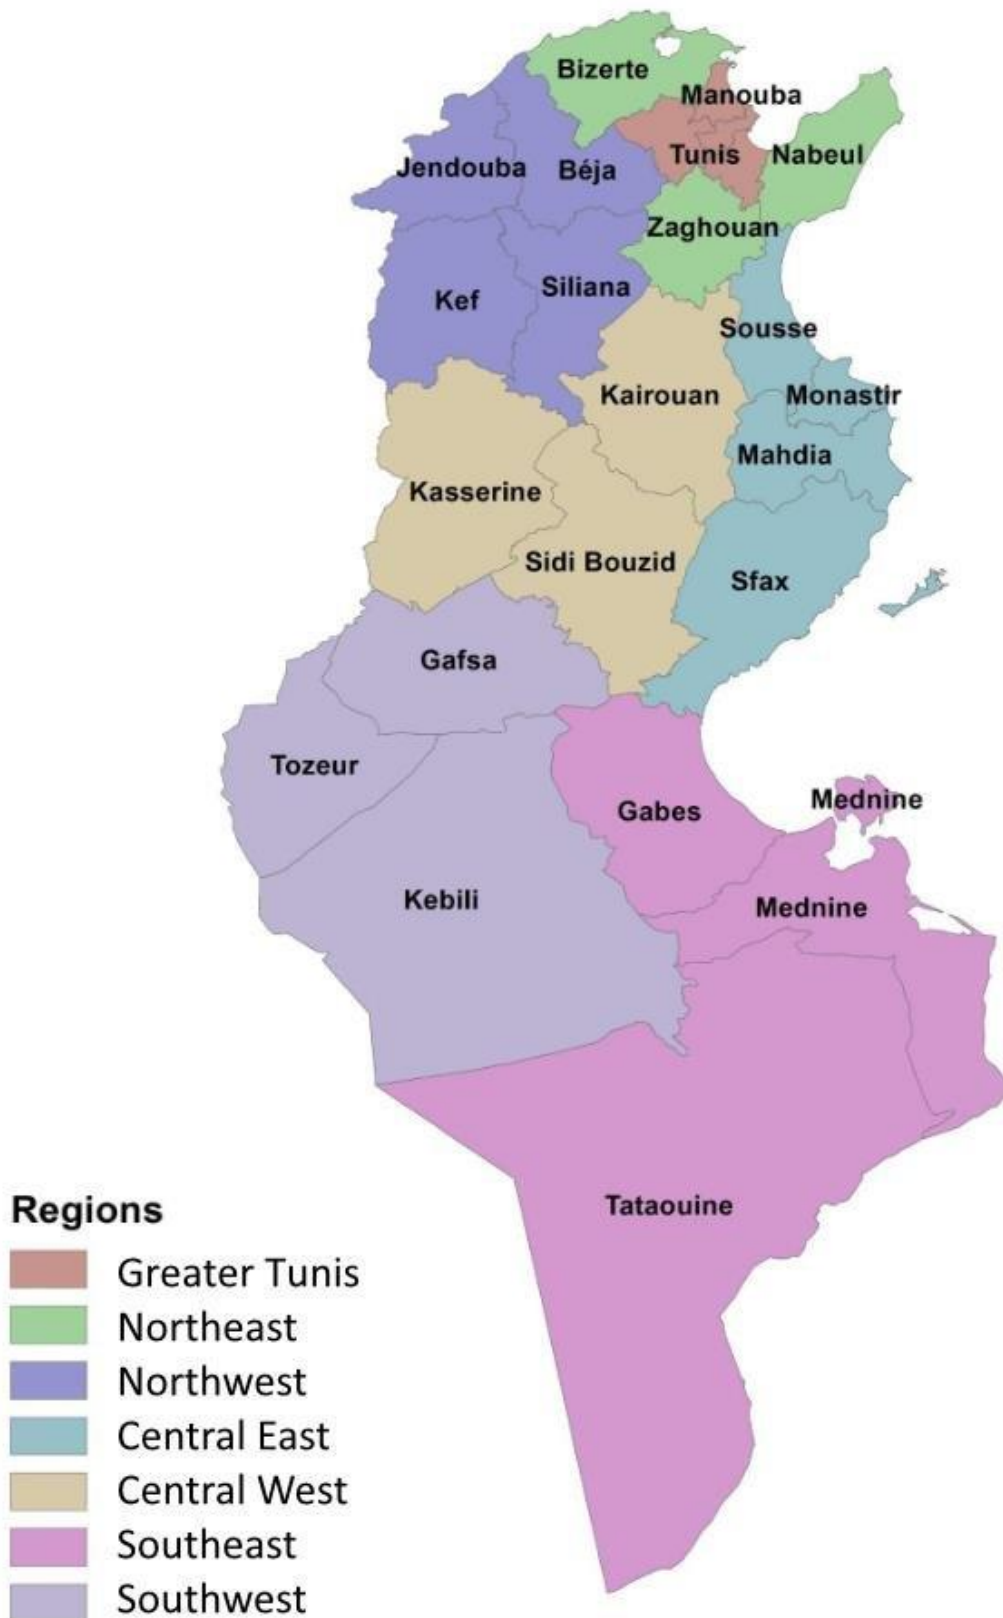 Bizerte
Manouba
Jendouba
Béja
Tunis
Nabeul
Zaghouan
Kef
Siliana
Sousse
Kairouan
Monastir
Mahdia
Kasserine
Sidi Bouzid
Sfax
Gafsa
Tozeur
Gabes
Mednine
Kebili
Mednine
Tataouine
Regions
Greater Tunis
Northeast
Northwest
Central East
Central West
Southeast
Southwest